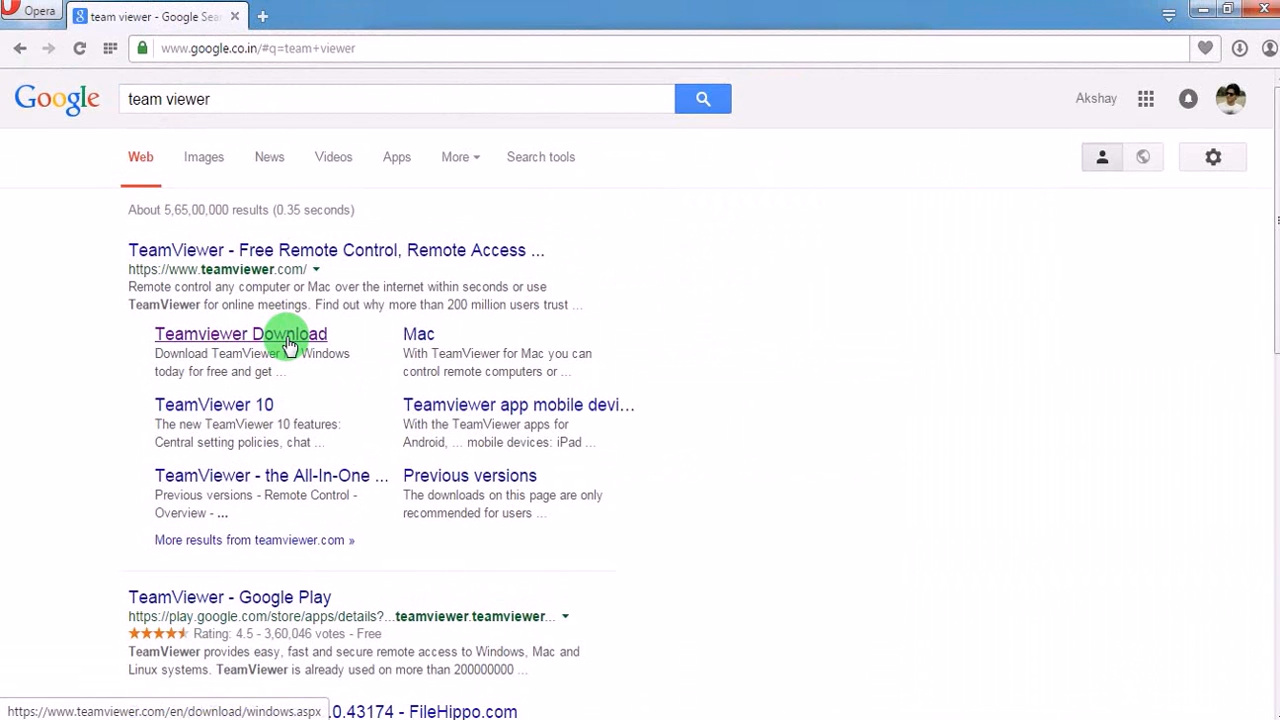 Opera
team viewer - Google Sea
www.google.co.in/#q=team+viewer
Google
team viewer
Akshay
Web
Images
News
Videos
Apps
More
Search tools
About 5,65,00,000 results (0.35 seconds)
TeamViewer - Free Remote Control, Remote Access ...
https://www.teamviewer.com/
Remote control any computer or Mac over the internet within seconds or use
TeamViewer for online meetings. Find out why more than 200 million users trust ...
Teamviewer Download
Download TeamViewer Windows
today for free and get ...
Mac
With TeamViewer for Mac you can
control remote computers or ...
TeamViewer 10
The new TeamViewer 10 features:
Central setting policies, chat ...
Teamviewer app mobile devi...
With the TeamViewer apps for
Android, ... mobile devices: iPad ...
TeamViewer - the All-In-One ...
Previous versions - Remote Control -
Overview - ...
Previous versions
The downloads on this page are only
recommended for users ...
More results from teamviewer.com »
TeamViewer - Google Play
https://play.google.com/store/apps/details?...teamviewer.teamviewer...
Rating: 4.5 - 3,60,046 votes - Free
TeamViewer provides easy, fast and secure remote access to Windows, Mac and
Linux systems. TeamViewer is already used on more than 200000000 ...
.0.43174 - FileHippo.com
https://www.teamviewer.com/en/download/windows.aspx